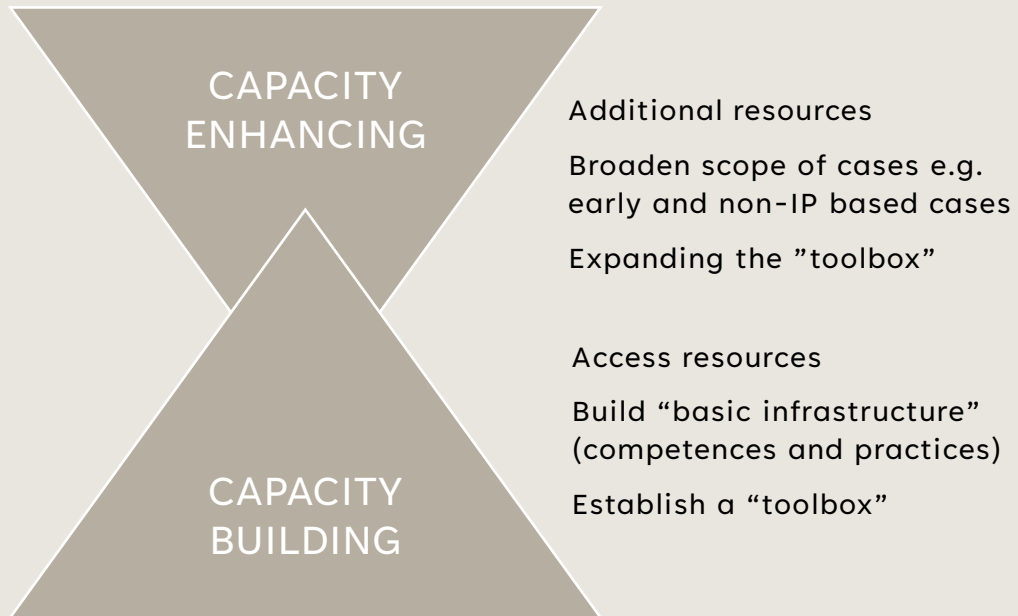 CAPACITY
ENHANCING
Additional resources
Broaden scope of cases e.g.
early and non-IP based cases
Expanding the ”toolbox”
CAPACITY
BUILDING
Access resources
Build “basic infrastructure”
(competences and practices)
Establish a “toolbox”